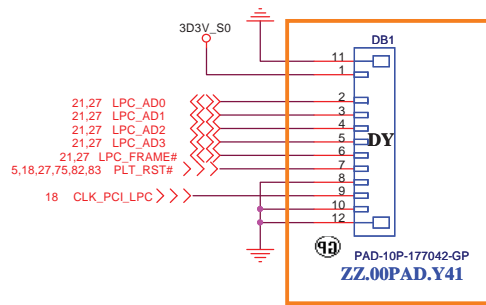 3D3V_S0
DB1
11
1
21,27 LPC_AD0 2
21,27 LPC_AD1 3
21,27 LPC_AD2 4
21,27 LPC_AD3 5
DY
21,27 LPC_FRAME# 6
5,18,27,75,82,83 PLT_RST# 7
8
18 CLK_PCI_LPC 9
10
12
GP
PAD-10P-177042-GP
ZZ.00PAD.Y41